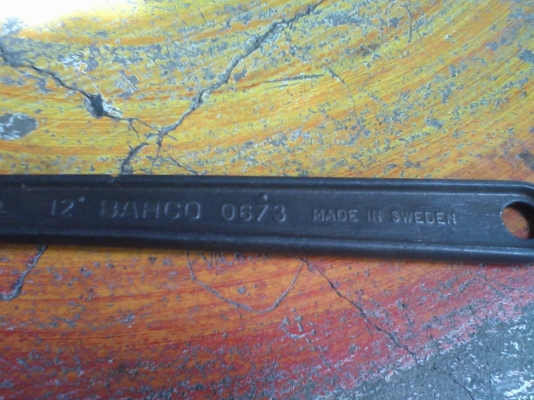 12" BAHCO 0673 MADE IN SWEDEN